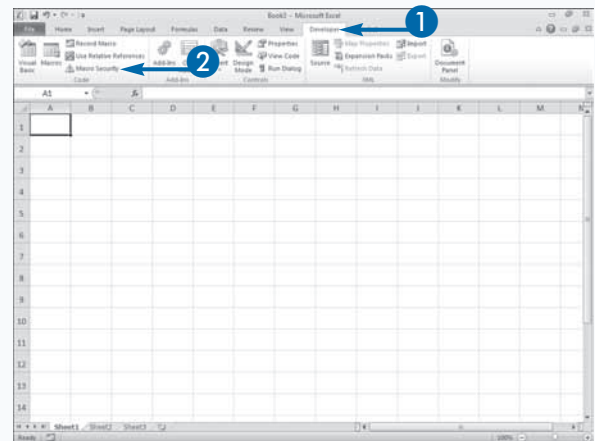 Book3 - Microsoft Excel
File Home Insert Page Layout Formulas Data Review View Developer
1
Visual Basic
Macros
Record Macro
Use Relative References
Macro Security
2
Code
Add-Ins
Add-Ins
Design Mode
Properties
View Code
Run Dialog
Controls
Source
Map Properties
Expansion Packs
Refresh Data
Import
Export
XML
Document Panel
Modify
A1 fx
A B C D E F G H I J K L M N
1
2
3
4
5
6
7
8
9
10
11
12
13
14
Sheet1 Sheet2 Sheet3
Ready 100%